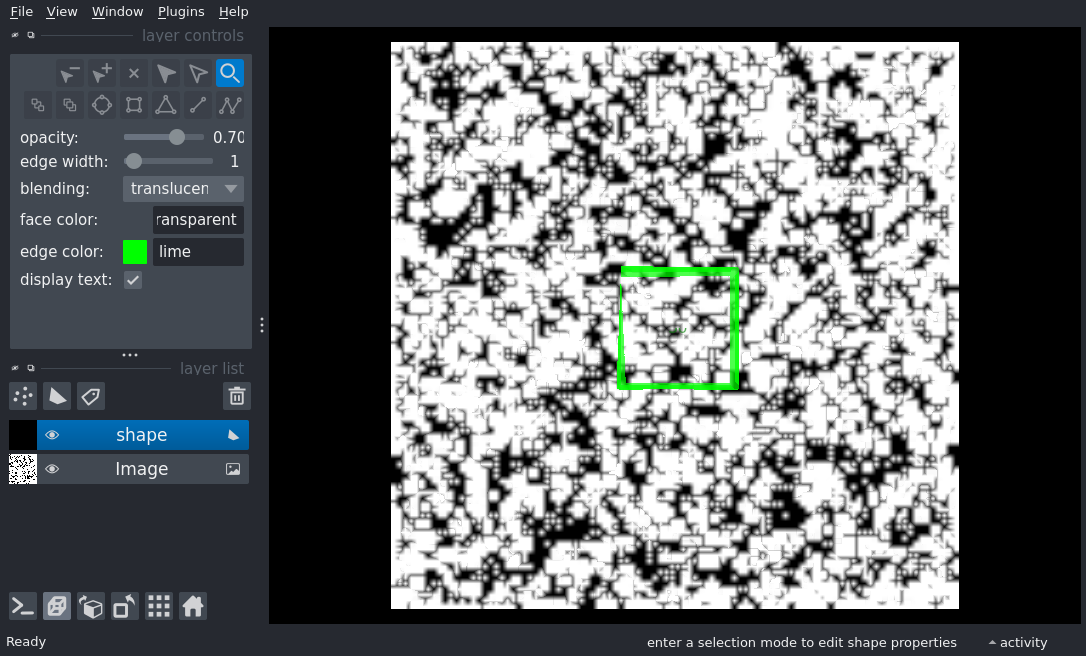 File View Window Plugins Help
layer controls
opacity: 0.70
edge width: 1
blending: translucen
face color: ransparent
edge color: lime
display text:
layer list
shape
Image
Ready
enter a selection mode to edit shape properties
activity